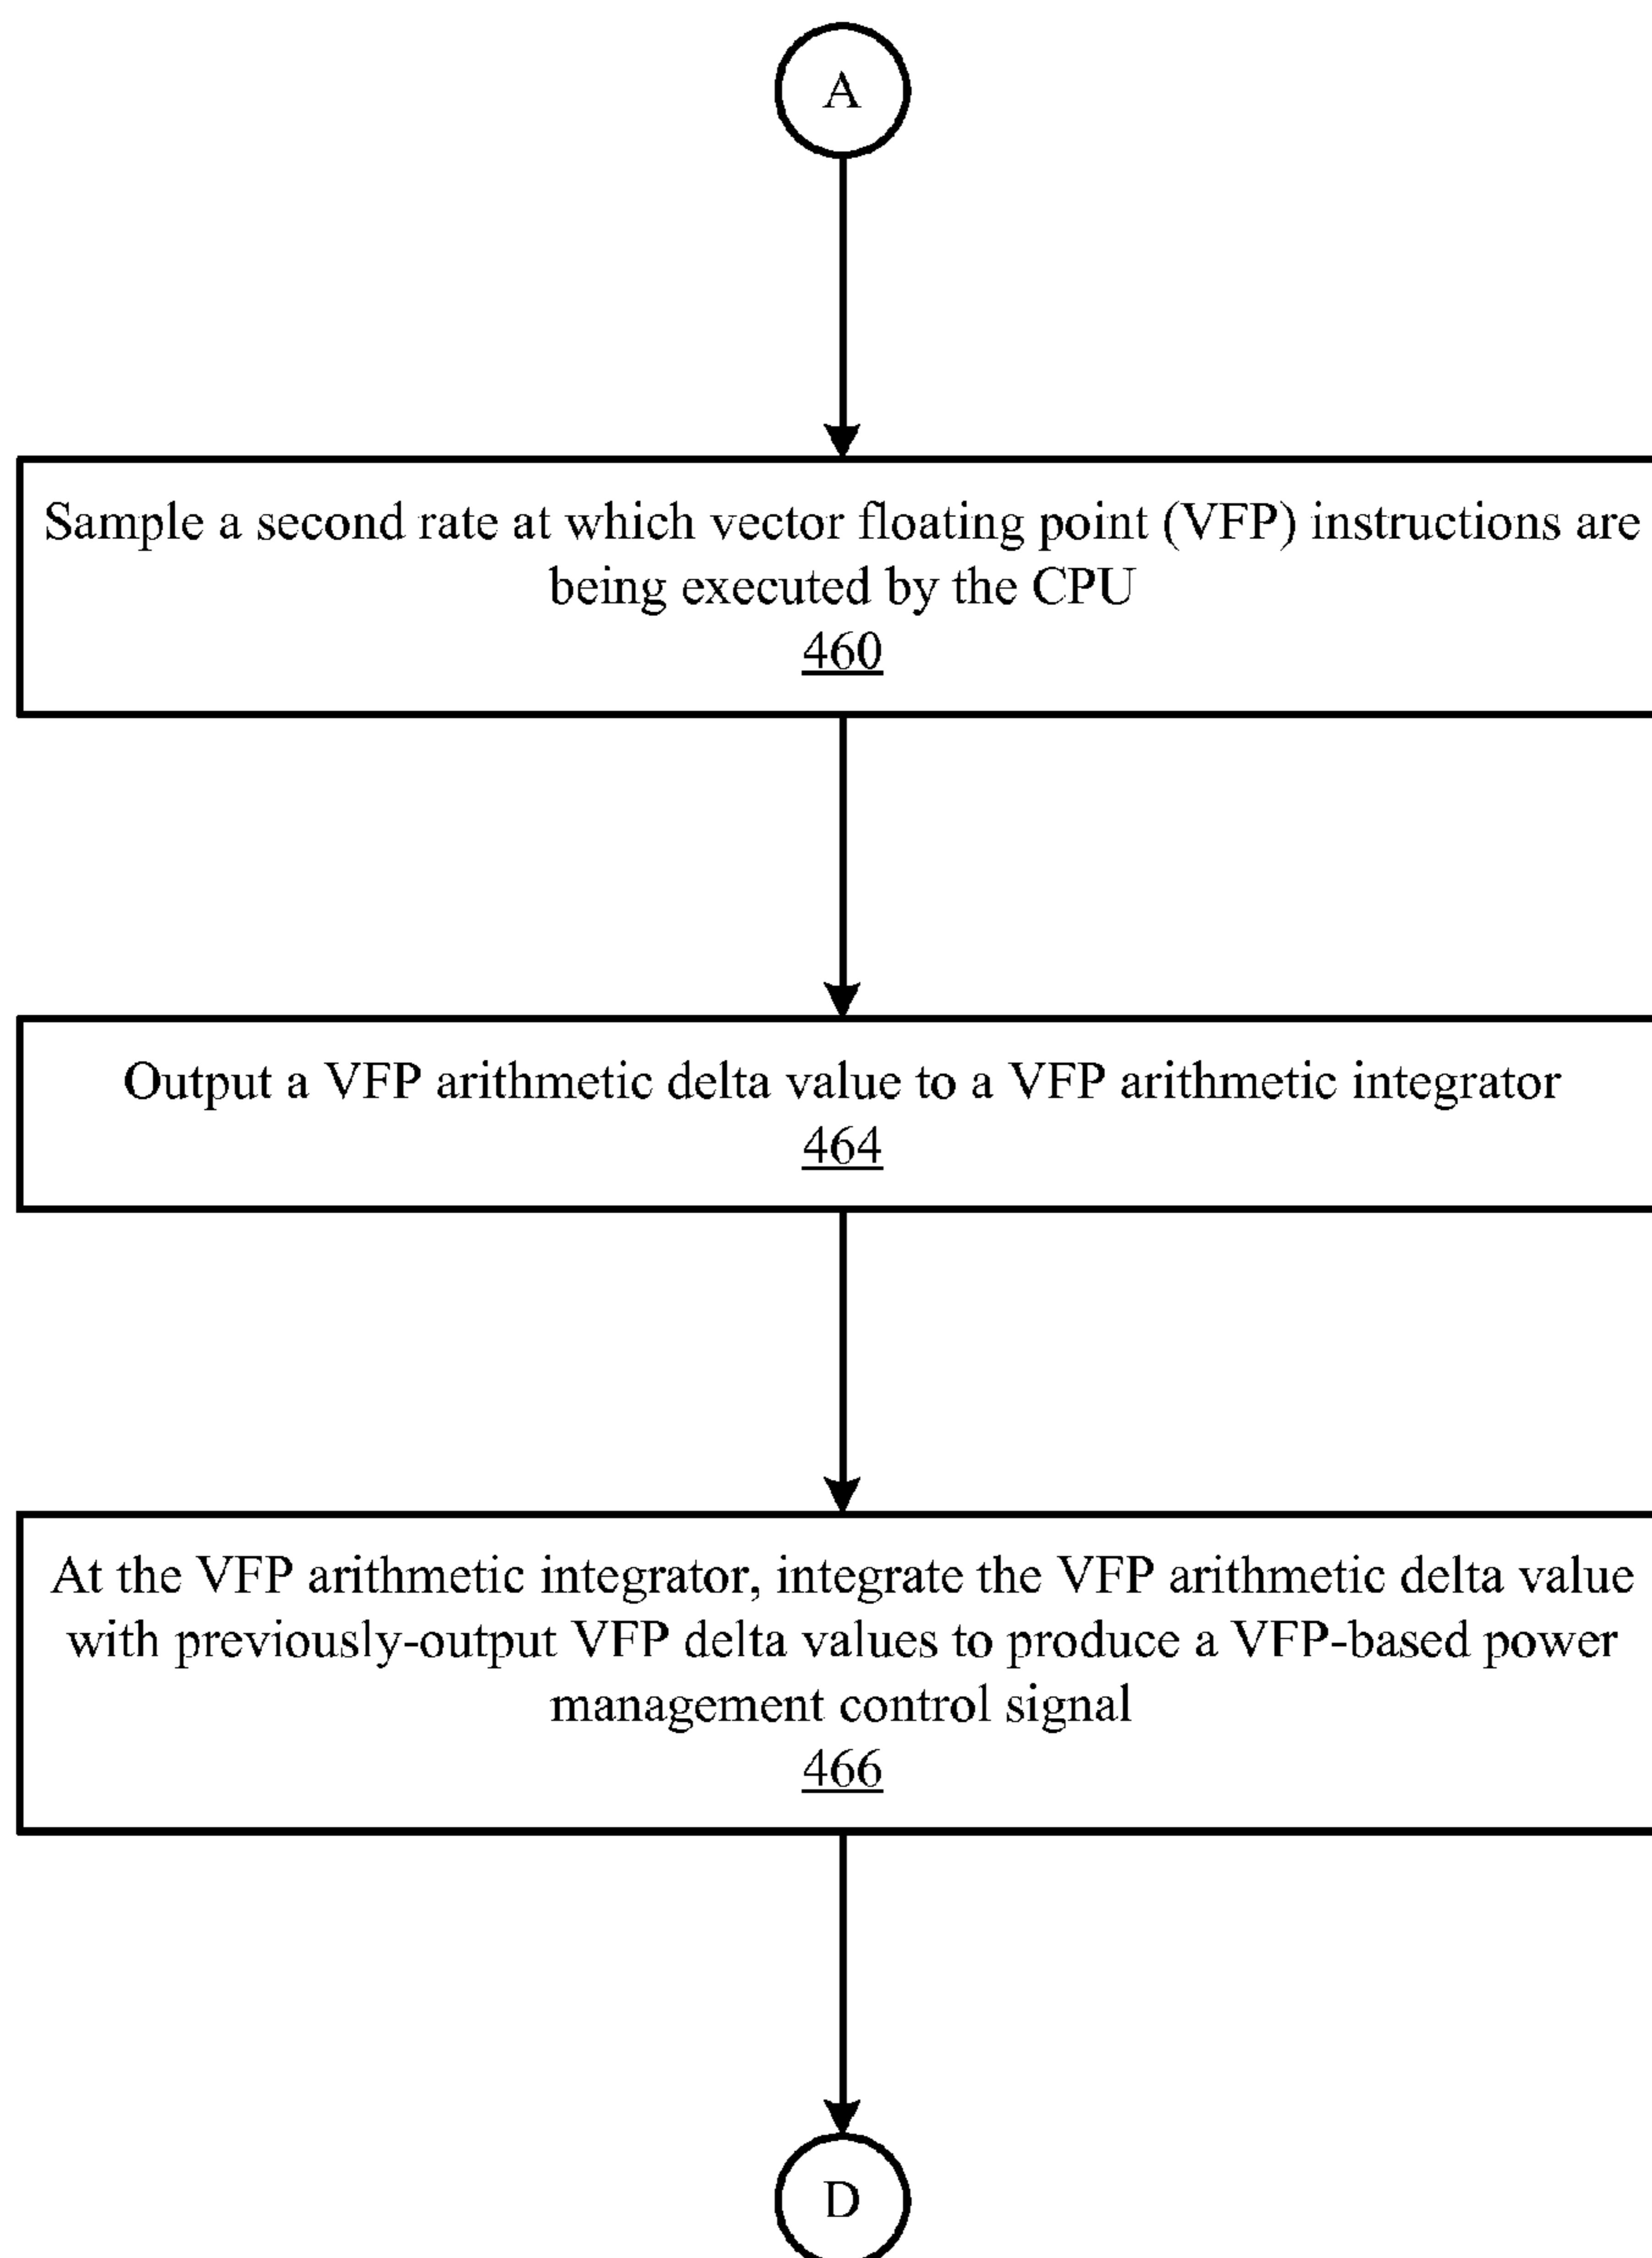 A
Sample a second rate at which vector floating point (VFP) instructions are
being executed by the CPU
460
Output a VFP arithmetic delta value to a VFP arithmetic integrator
464
At the VFP arithmetic integrator, integrate the VFP arithmetic delta value
with previously-output VFP delta values to produce a VFP-based power
management control signal
466
D